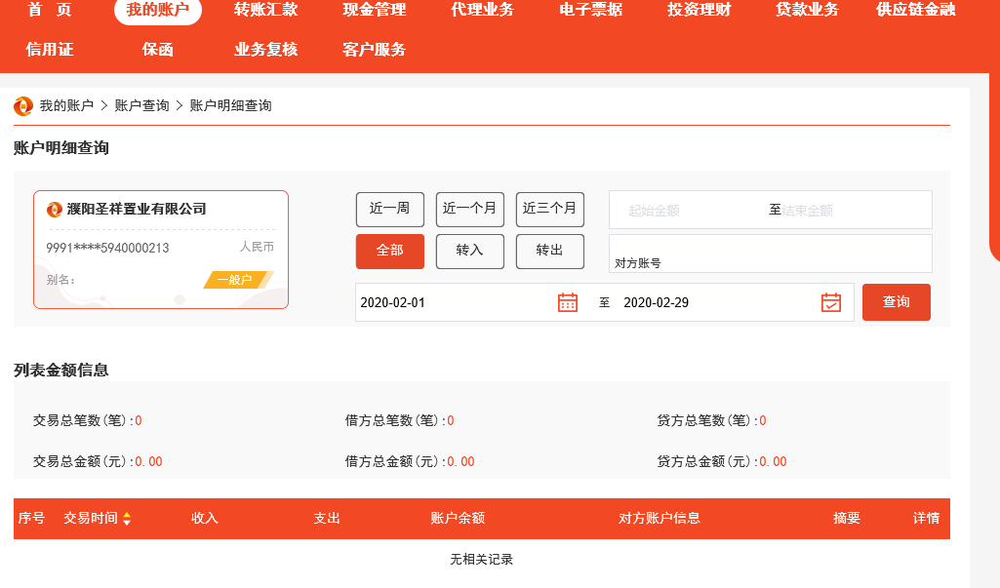 首 页 我的账户 转账汇款 现金管理 代理业务 电子票据 投资理财 贷款业务 供应链金融
信用证 保函 业务复核 客户服务
我的账户 > 账户查询 > 账户明细查询
账户明细查询
濮阳圣祥置业有限公司
9991****5940000213 人民币
别名:
一般户
近一周 近一个月 近三个月 起始金额 至 结束金额
全部 转入 转出 对方账号
2020-02-01 至 2020-02-29 查询
列表金额信息
交易总笔数(笔):0 借方总笔数(笔):0 贷方总笔数(笔):0
交易总金额(元):0.00 借方总金额(元):0.00 贷方总金额(元):0.00
序号 交易时间 收入 支出 账户余额 对方账户信息 摘要 详情
无相关记录